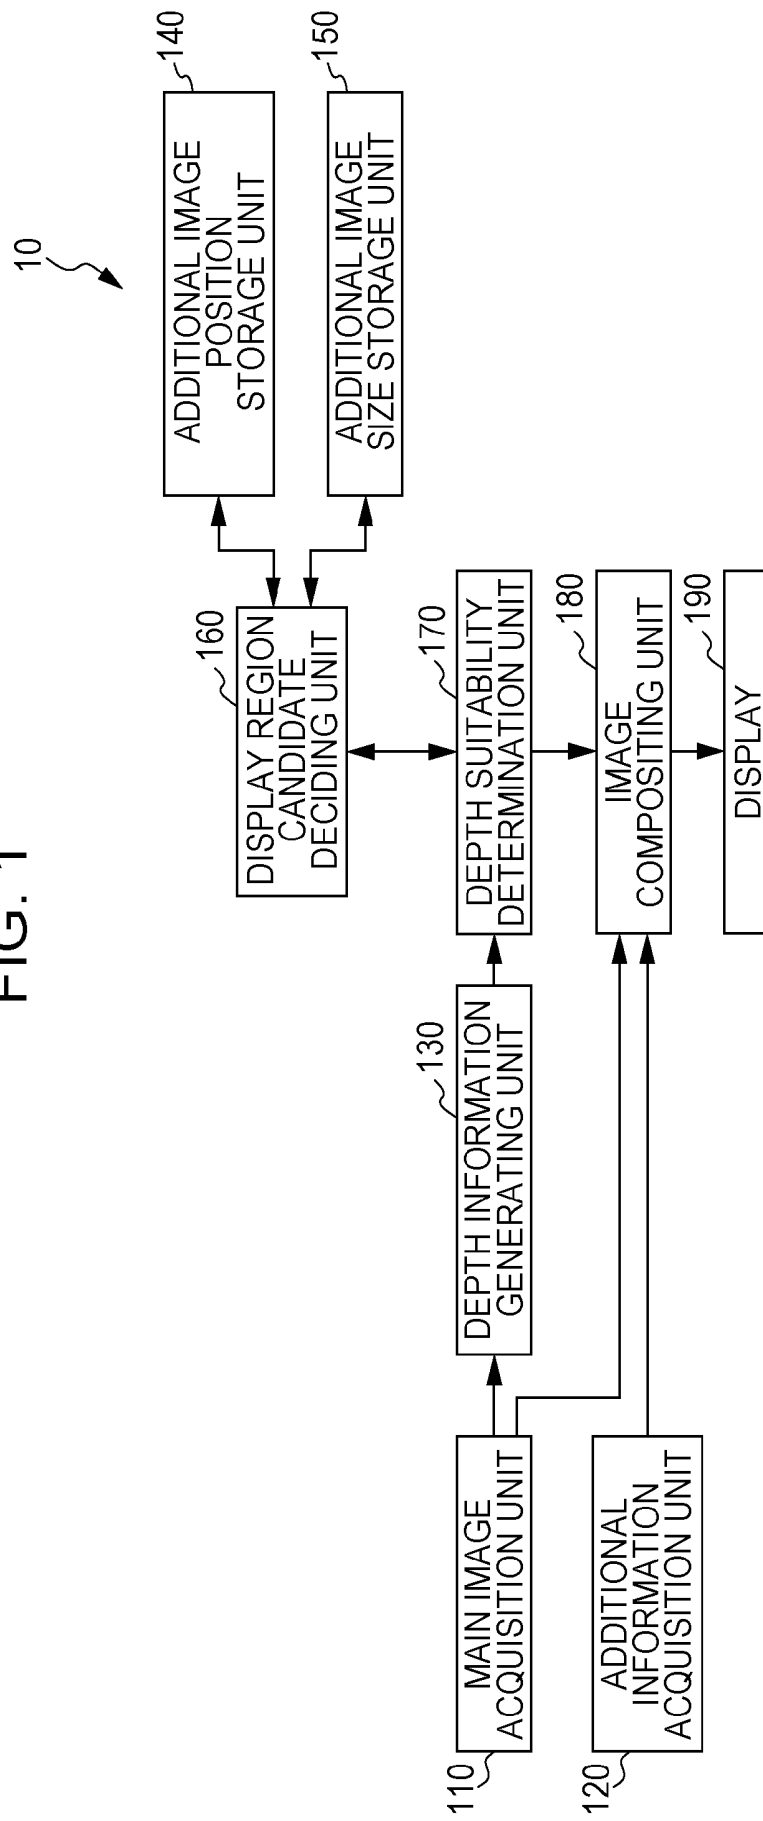 FIG. 1
10
140
ADDITIONAL IMAGE
POSITION
STORAGE UNIT
150
ADDITIONAL IMAGE
SIZE STORAGE UNIT
160
DISPLAY REGION
CANDIDATE
DECIDING UNIT
110
MAIN IMAGE
ACQUISITION UNIT
130
DEPTH INFORMATION
GENERATING UNIT
170
DEPTH SUITABILITY
DETERMINATION UNIT
120
ADDITIONAL
INFORMATION
ACQUISITION UNIT
180
IMAGE
COMPOSITING UNIT
190
DISPLAY